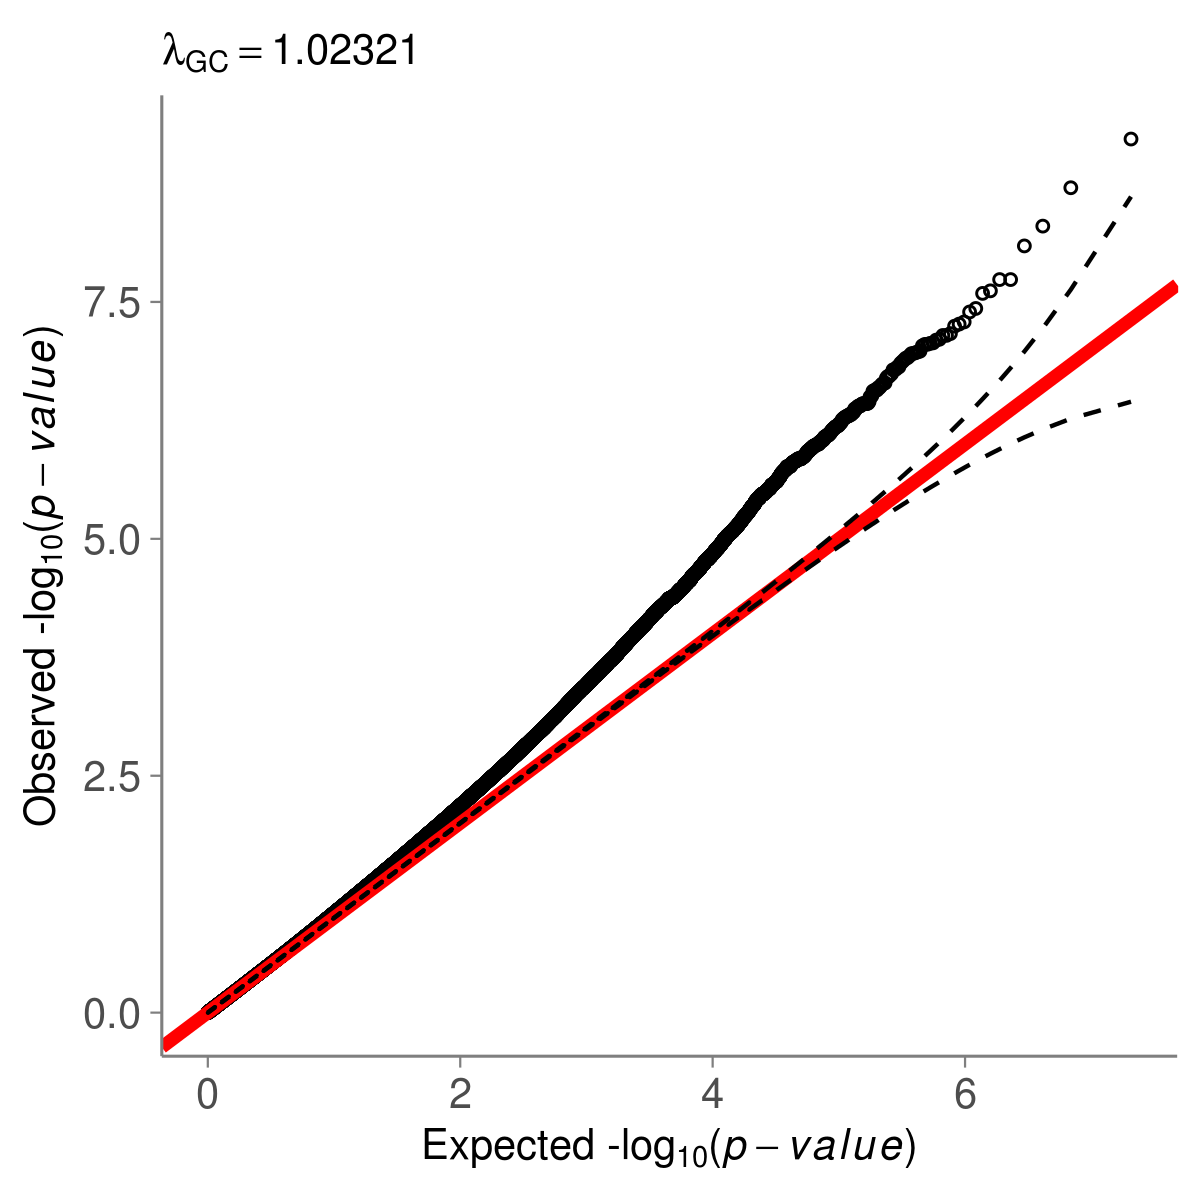 λGC = 1.02321
Observed -log10(p − value)
7.5
5.0
2.5
0.0
0 2 4 6
Expected -log10(p − value)